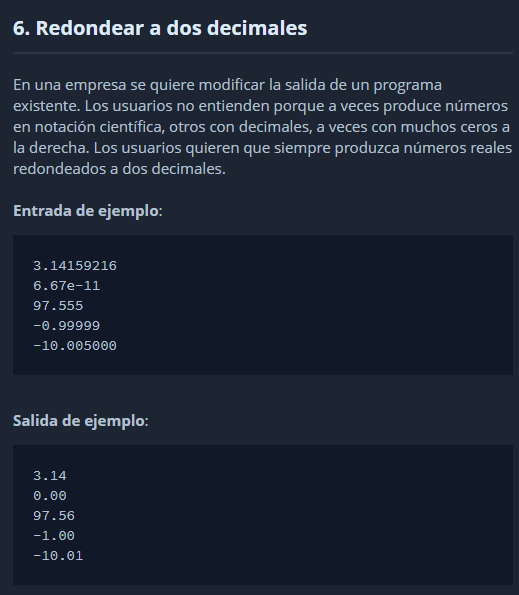 6. Redondear a dos decimales
En una empresa se quiere modificar la salida de un programa
existente. Los usuarios no entienden porque a veces produce números
en notación científica, otros con decimales, a veces con muchos ceros a
la derecha. Los usuarios quieren que siempre produzca números reales
redondeados a dos decimales.
Entrada de ejemplo:
3.14159216
6.67e-11
97.555
-0.99999
-10.005000
Salida de ejemplo:
3.14
0.00
97.56
-1.00
-10.01